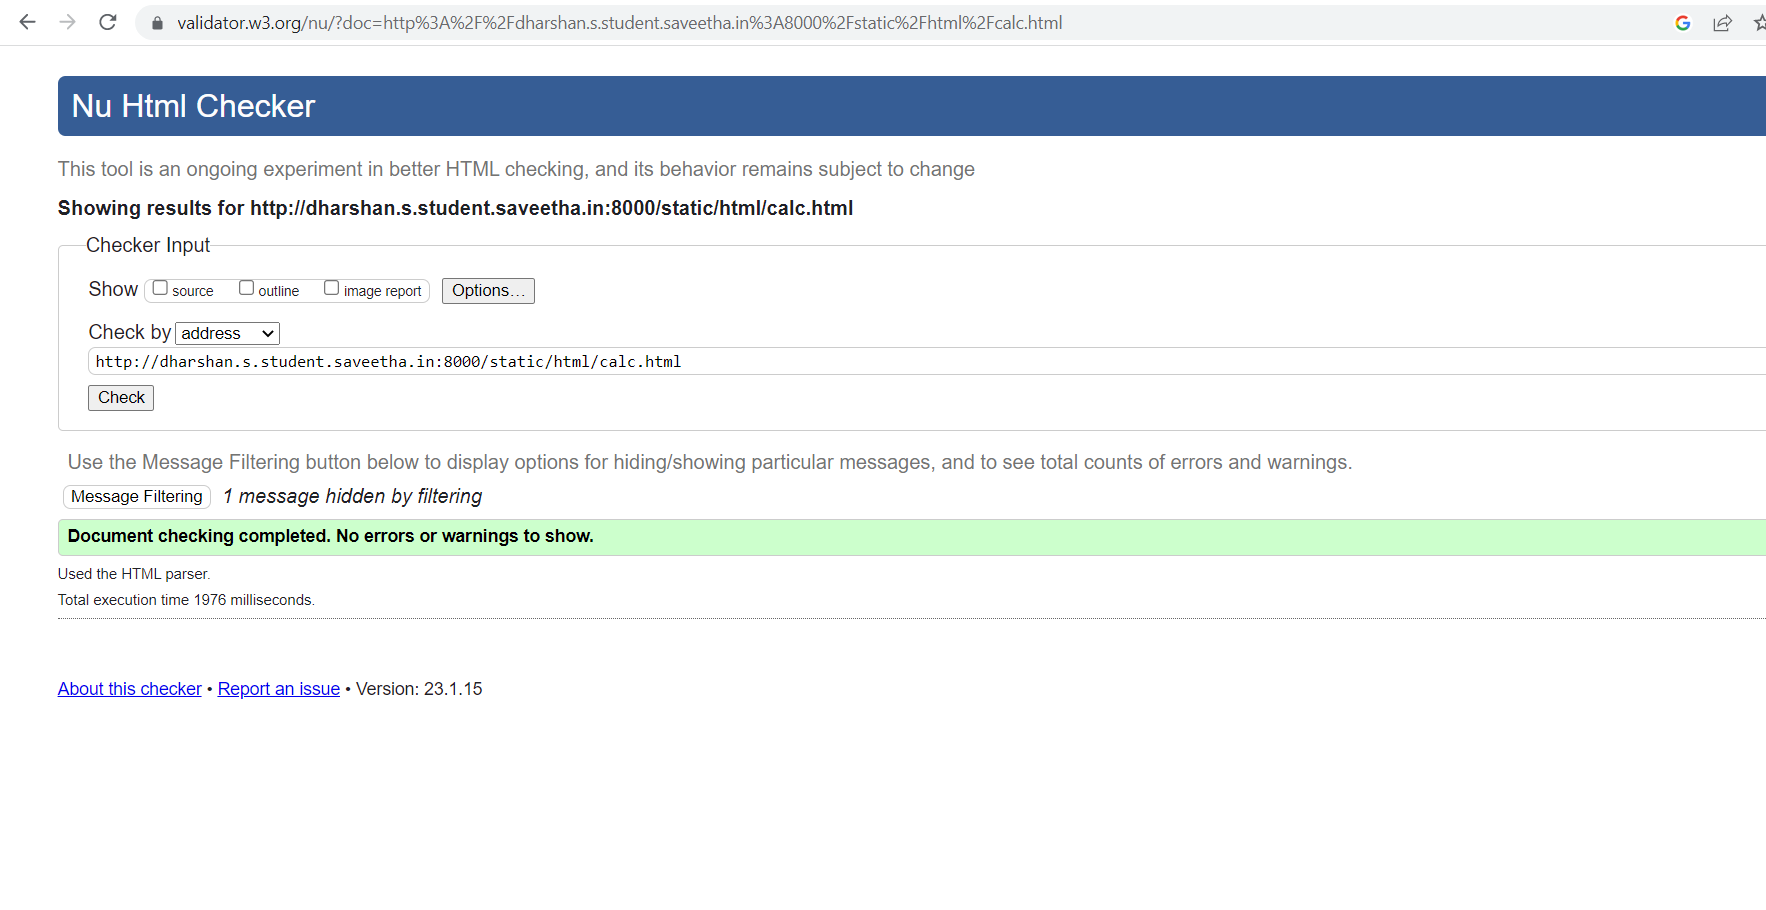 validator.w3.org/nu/?doc=http%3A%2F%2Fdharshan.s.student.saveetha.in%3A8000%2Fstatic%2Fhtml%2Fcalc.html
Nu Html Checker
This tool is an ongoing experiment in better HTML checking, and its behavior remains subject to change
Showing results for http://dharshan.s.student.saveetha.in:8000/static/html/calc.html
Checker Input
Show source outline image report Options...
Check by address
http://dharshan.s.student.saveetha.in:8000/static/html/calc.html
Check
Use the Message Filtering button below to display options for hiding/showing particular messages, and to see total counts of errors and warnings.
Message Filtering 1 message hidden by filtering
Document checking completed. No errors or warnings to show.
Used the HTML parser.
Total execution time 1976 milliseconds.
About this checker • Report an issue • Version: 23.1.15